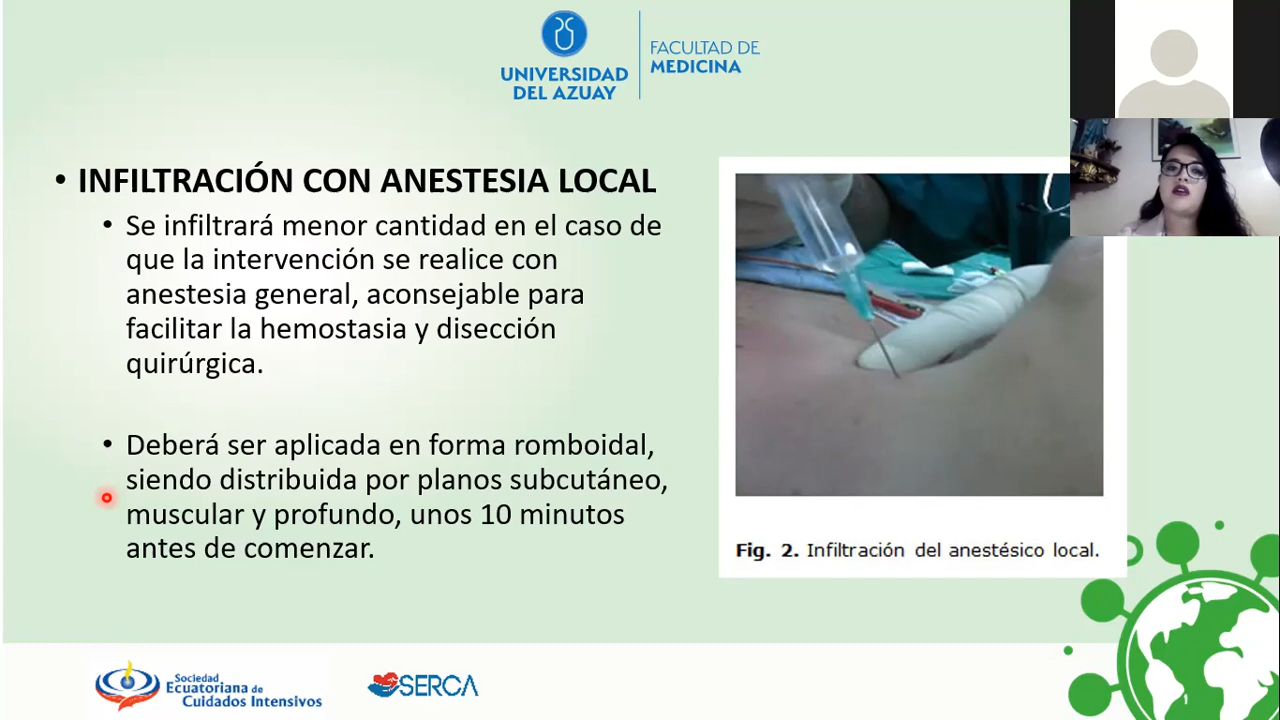 UNIVERSIDAD
DEL AZUAY
FACULTAD DE
MEDICINA
• INFILTRACIÓN CON ANESTESIA LOCAL
• Se infiltrará menor cantidad en el caso de
que la intervención se realice con
anestesia general, aconsejable para
facilitar la hemostasia y disección
quirúrgica.
• Deberá ser aplicada en forma romboidal,
siendo distribuida por planos subcutáneo,
muscular y profundo, unos 10 minutos
antes de comenzar.
Fig. 2. Infiltración del anestésico local.
Sociedad
Ecuatoriana de
Cuidados Intensivos
SERCA